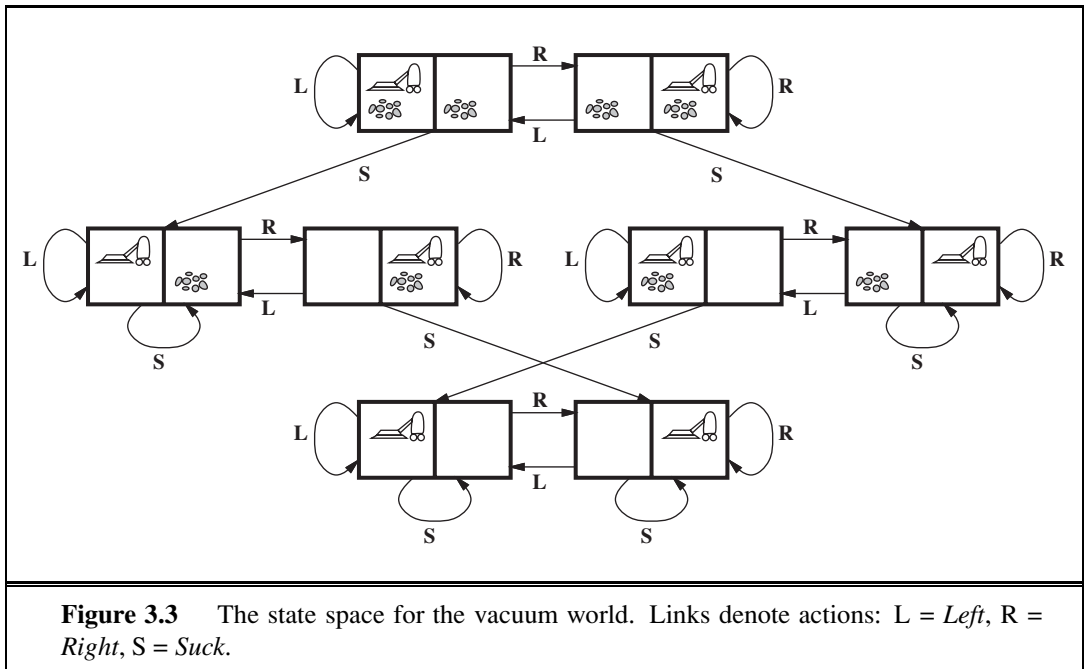 R
L R
L
S S
R R
L R L R
L L
S S S S
R
L R
L
S S
Figure 3.3 The state space for the vacuum world. Links denote actions: L = Left, R =
Right, S = Suck.